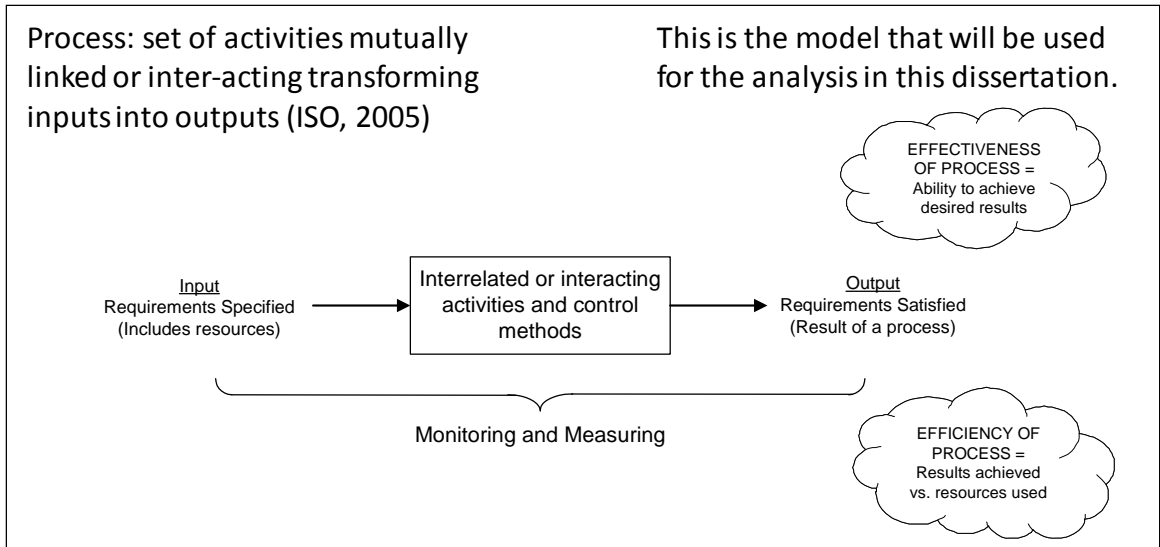 Process: set of activities mutually
linked or inter-acting transforming
inputs into outputs (ISO, 2005)
This is the model that will be used
for the analysis in this dissertation.
EFFECTIVENESS
OF PROCESS =
Ability to achieve
desired results
Input
Requirements Specified
(Includes resources)
Interrelated or interacting
activities and control
methods
Output
Requirements Satisfied
(Result of a process)
Monitoring and Measuring
EFFICIENCY OF
PROCESS =
Results achieved
vs. resources used